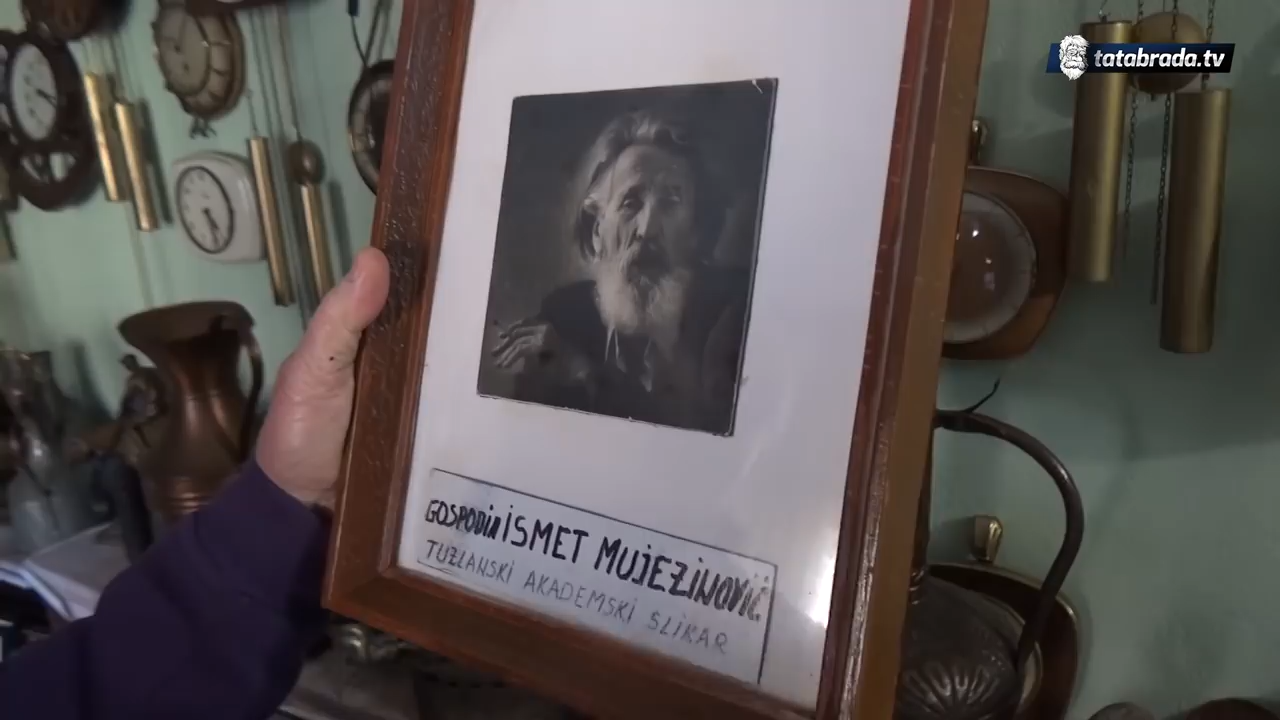 tatabrada.tv
GOSPODIN ISMET MUJEZINOVIĆ
TUZLANSKI AKADEMSKI SLIKAR